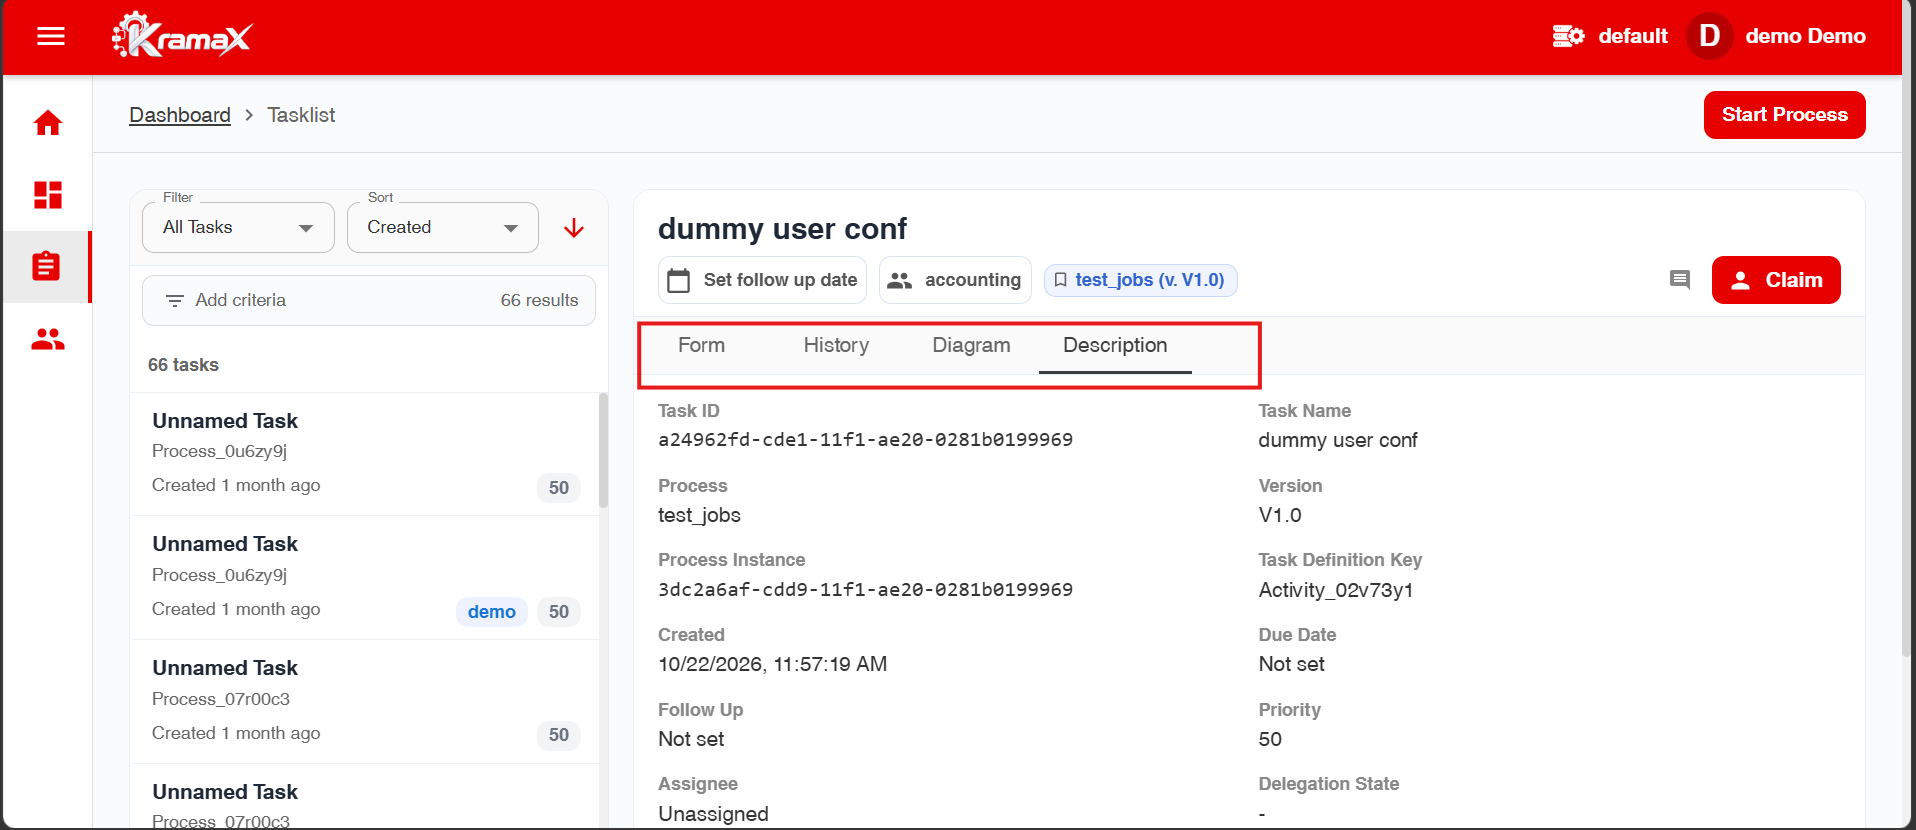 KramaX
default
D
demo Demo
Dashboard > Tasklist
Start Process
Filter
All Tasks
Sort
Created
Add criteria
66 results
66 tasks
Unnamed Task
Process_0u6zy9j
Created 1 month ago
50
Unnamed Task
Process_0u6zy9j
Created 1 month ago
demo
50
Unnamed Task
Process_07r00c3
Created 1 month ago
50
Unnamed Task
Process_07r00c3
dummy user conf
Set follow up date
accounting
test_jobs (v. V1.0)
Claim
Form
History
Diagram
Description
Task ID
a24962fd-cde1-11f1-ae20-0281b0199969
Task Name
dummy user conf
Process
test_jobs
Version
V1.0
Process Instance
3dc2a6af-cdd9-11f1-ae20-0281b0199969
Task Definition Key
Activity_02v73y1
Created
10/22/2026, 11:57:19 AM
Due Date
Not set
Follow Up
Not set
Priority
50
Assignee
Unassigned
Delegation State
-